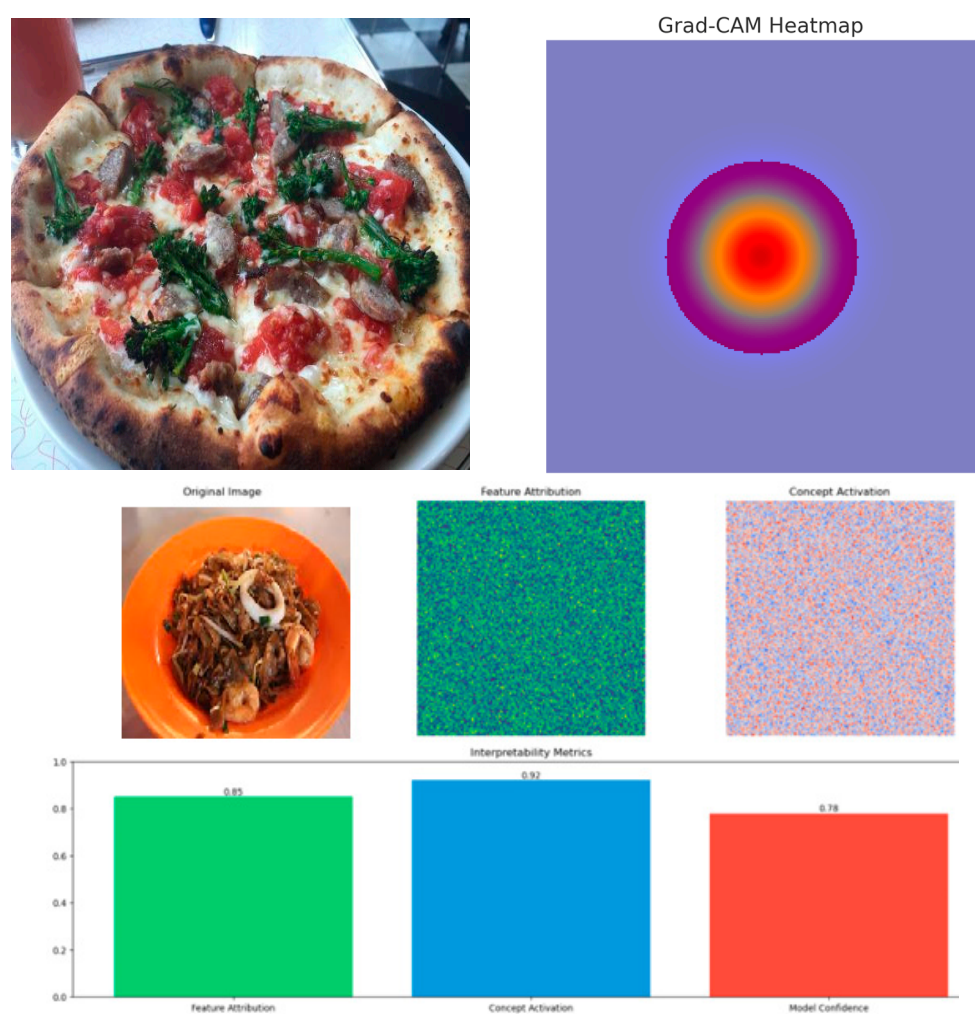 Grad-CAM Heatmap
Original Image
Feature Attribution
Concept Activation
Interpretability Metrics
1.0
0.8
0.6
0.4
0.2
0.0
0.85
0.92
0.78
Feature Attribution
Concept Activation
Model Confidence